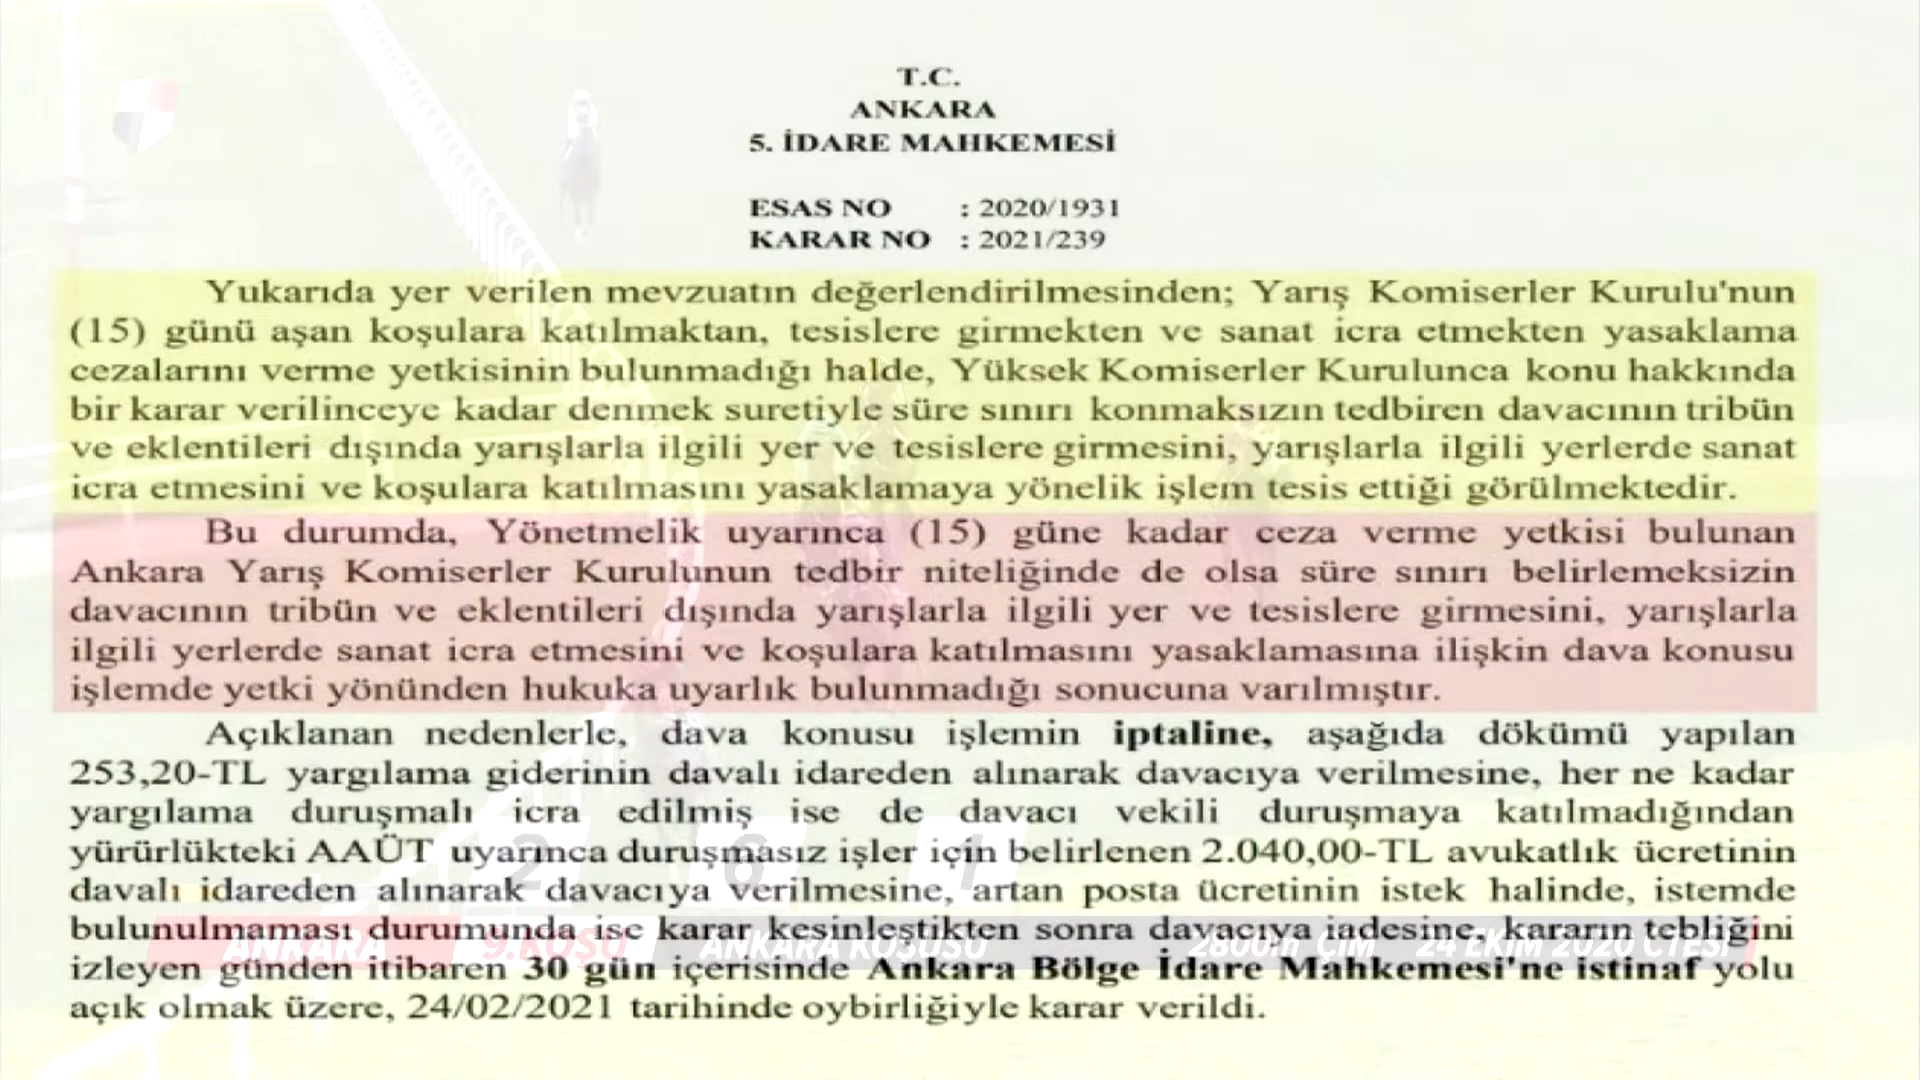 T.C.
ANKARA
5. İDARE MAHKEMESİ
ESAS NO : 2020/1931
KARAR NO : 2021/239
Yukarıda yer verilen mevzuatın değerlendirilmesinden; Yarış Komiserler Kurulu'nun
(15) günü aşan koşulara katılmaktan, tesislere girmekten ve sanat icra etmekten yasaklama
cezalarını verme yetkisinin bulunmadığı halde, Yüksek Komiserler Kurulunca konu hakkında
bir karar verilinceye kadar denmek suretiyle süre sınırı konmaksızın tedbiren davacının tribün
ve eklentileri dışında yarışlarla ilgili yer ve tesislere girmesini, yarışlarla ilgili yerlerde sanat
icra etmesini ve koşulara katılmasını yasaklamaya yönelik işlem tesis ettiği görülmektedir.
Bu durumda, Yönetmelik uyarınca (15) güne kadar ceza verme yetkisi bulunan
Ankara Yarış Komiserler Kurulunun tedbir niteliğinde de olsa süre sınırı belirlemeksizin
davacının tribün ve eklentileri dışında yarışlarla ilgili yer ve tesislere girmesini, yarışlarla
ilgili yerlerde sanat icra etmesini ve koşulara katılmasını yasaklamasına ilişkin dava konusu
işlemde yetki yönünden hukuka uyarlık bulunmadığı sonucuna varılmıştır.
Açıklanan nedenlerle, dava konusu işlemin iptaline, aşağıda dökümü yapılan
253,20-TL yargılama giderinin davalı idareden alınarak davacıya verilmesine, her ne kadar
yargılama duruşmalı icra edilmiş ise de davacı vekili duruşmaya katılmadığından
yürürlükteki AAÜT uyarınca duruşmasız işler için belirlenen 2.040,00-TL avukatlık ücretinin
davalı idareden alınarak davacıya verilmesine, artan posta ücretinin istek halinde, istemde
bulunulmaması durumunda ise karar kesinleştikten sonra davacıya iadesine, kararın tebliğini
izleyen günden itibaren 30 gün içerisinde Ankara Bölge İdare Mahkemesi'ne istinaf yolu
açık olmak üzere, 24/02/2021 tarihinde oybirliğiyle karar verildi.
2 6 1
ANKARA 9.KOŞU ANKARA KOŞUSU 2800m ÇİM 24 EKİM 2020 CTESİ